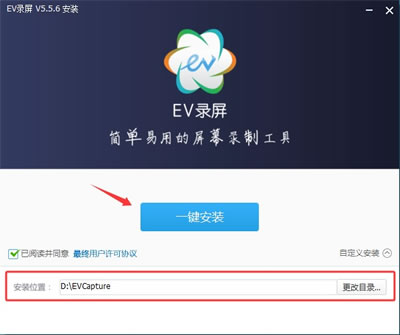 EV录屏 V5.5.6 安装
ev
EV录屏
简单易用的屏幕录制工具
一键安装
已阅读并同意 最终用户许可协议 自定义安装
安装位置: D:\EVCapture 更改目录...